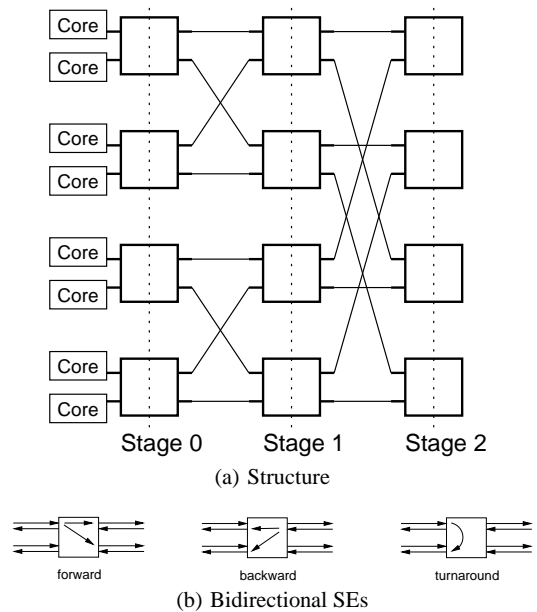 Core
Core
Core
Core
Core
Core
Core
Core
Stage 0 Stage 1 Stage 2
(a) Structure
forward backward turnaround
(b) Bidirectional SEs